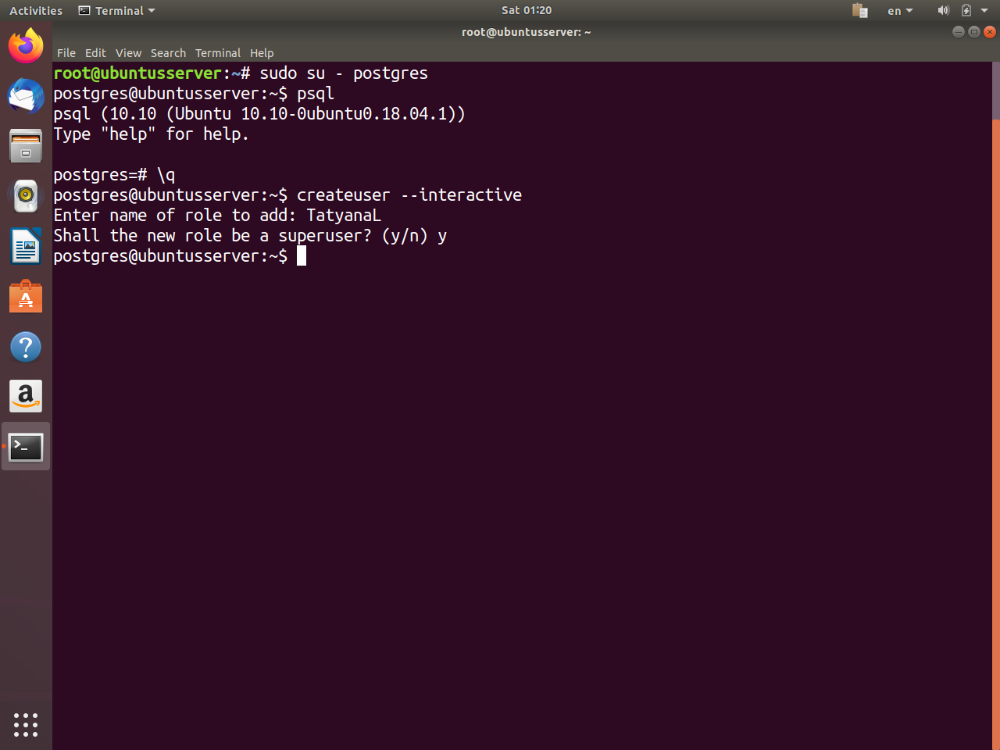 Activities Terminal Sat 01:20 en
root@ubuntusserver: ~
File Edit View Search Terminal Help
root@ubuntusserver:~# sudo su - postgres
postgres@ubuntusserver:~$ psql
psql (10.10 (Ubuntu 10.10-0ubuntu0.18.04.1))
Type "help" for help.
postgres=# \q
postgres@ubuntusserver:~$ createuser --interactive
Enter name of role to add: TatyanaL
Shall the new role be a superuser? (y/n) y
postgres@ubuntusserver:~$